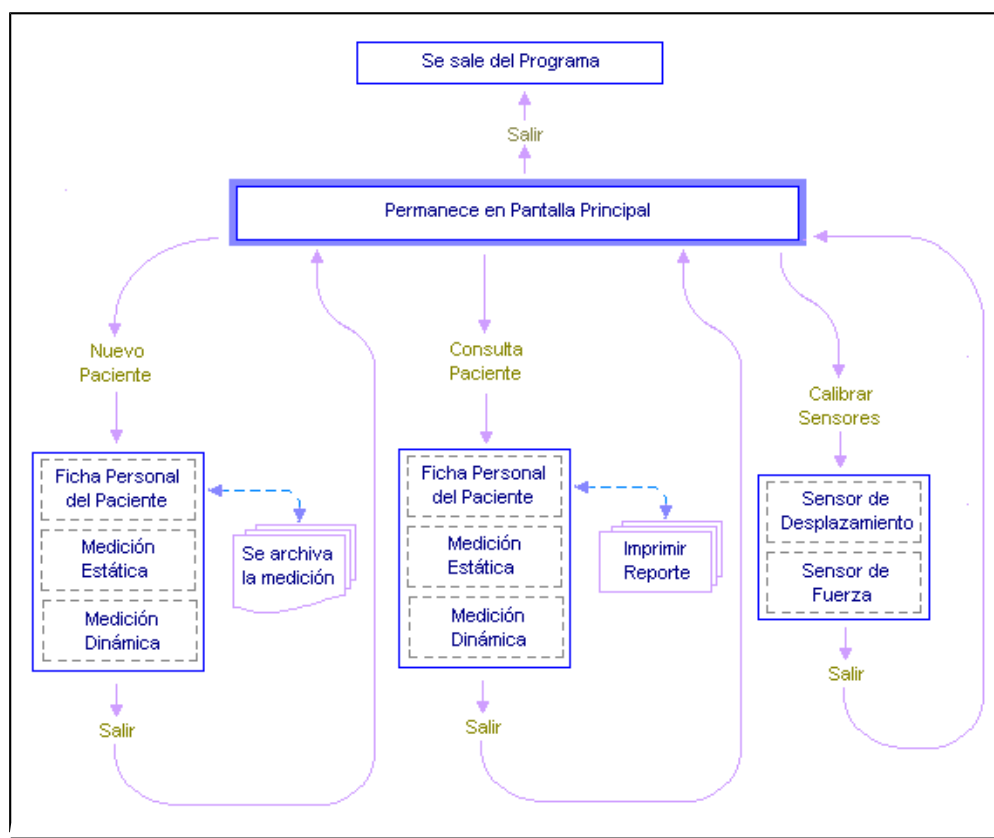 Se sale del Programa
Salir
Permanece en Pantalla Principal
Nuevo
Paciente
Ficha Personal
del Paciente
Medición
Estática
Medición
Dinámica
Se archiva
la medición
Salir
Consulta
Paciente
Ficha Personal
del Paciente
Medición
Estática
Medición
Dinámica
Imprimir
Reporte
Salir
Calibrar
Sensores
Sensor de
Desplazamiento
Sensor de
Fuerza
Salir